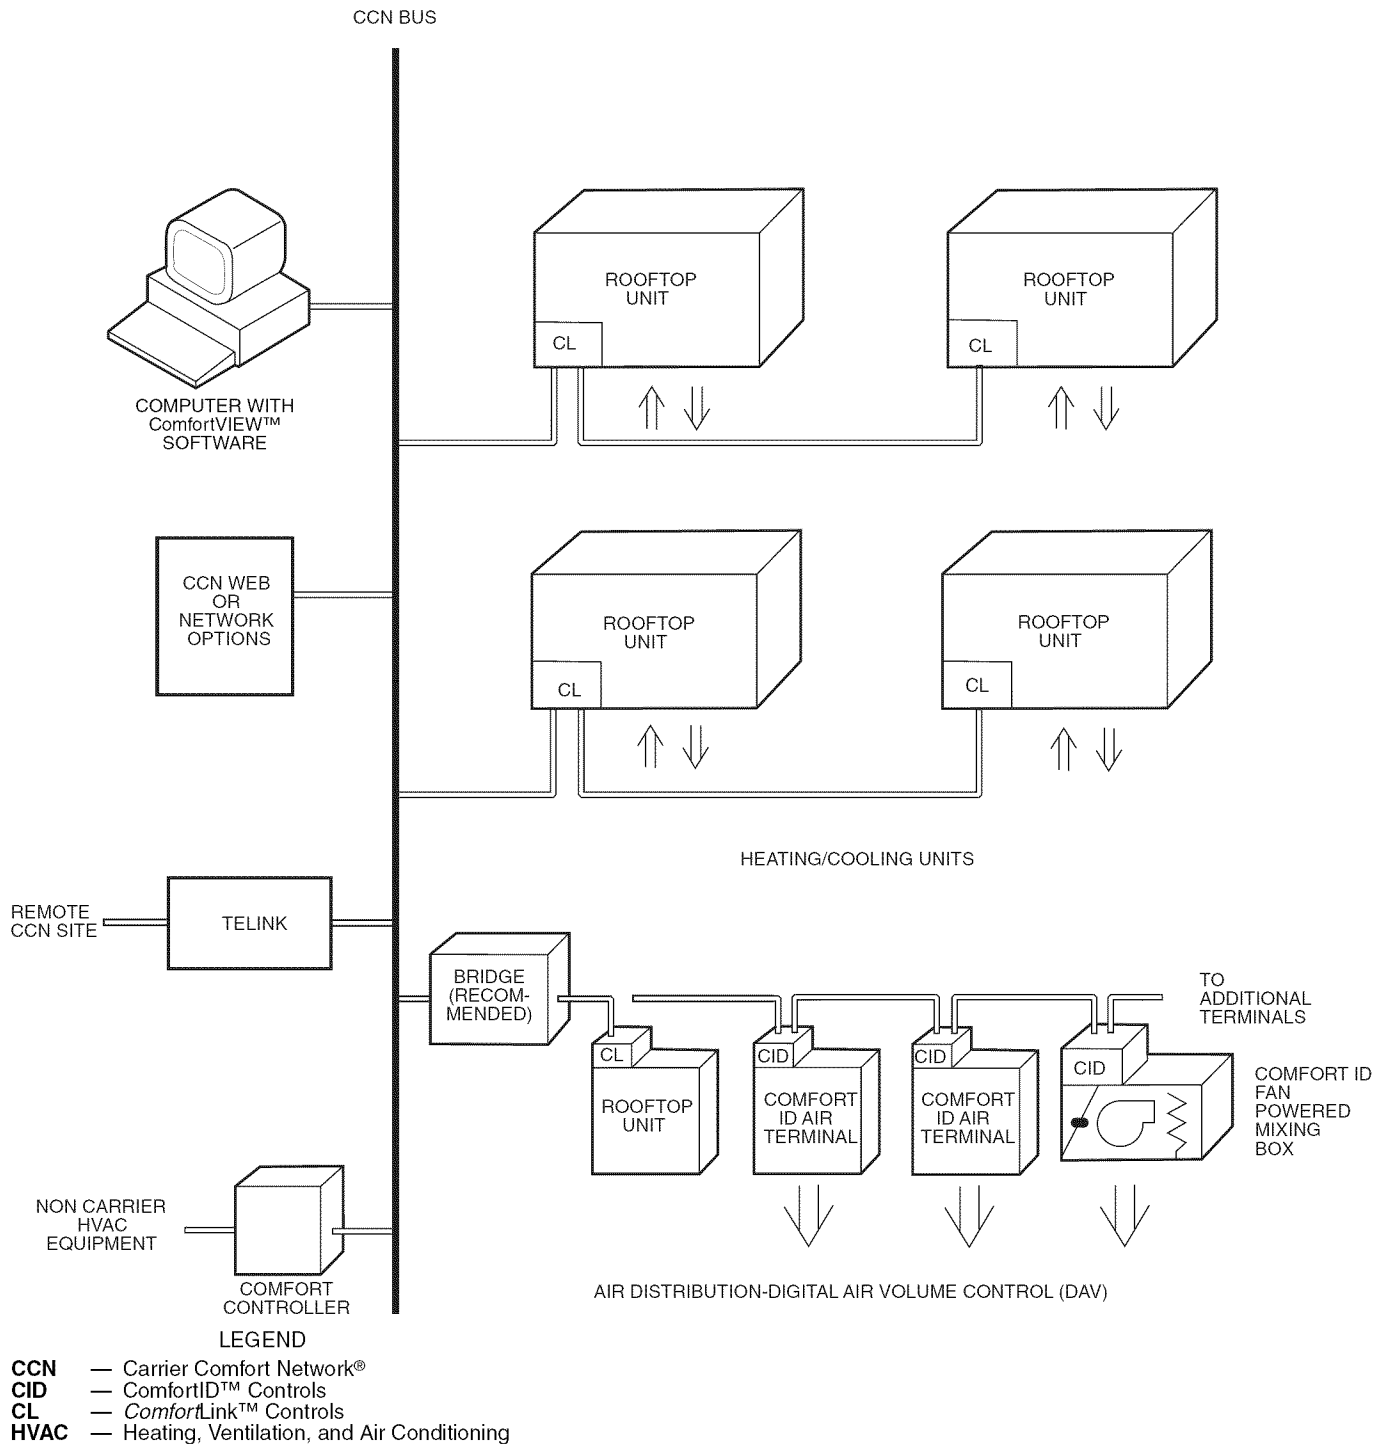 CCN BUS
ROOFTOP
UNIT
CL
ROOFTOP
UNIT
CL
COMPUTER WITH
ComfortVIEW™
SOFTWARE
CCN WEB
OR
NETWORK
OPTIONS
ROOFTOP
UNIT
CL
ROOFTOP
UNIT
CL
HEATING/COOLING UNITS
REMOTE
CCN SITE
TELINK
BRIDGE
(RECOM-
MENDED)
CL
ROOFTOP
UNIT
CID
COMFORT
ID AIR
TERMINAL
CID
COMFORT
ID AIR
TERMINAL
CID
TO
ADDITIONAL
TERMINALS
COMFORT ID
FAN
POWERED
MIXING
BOX
NON CARRIER
HVAC
EQUIPMENT
COMFORT
CONTROLLER
AIR DISTRIBUTION-DIGITAL AIR VOLUME CONTROL (DAV)
LEGEND
CCN — Carrier Comfort Network®
CID — ComfortID™ Controls
CL — ComfortLink™ Controls
HVAC — Heating, Ventilation, and Air Conditioning